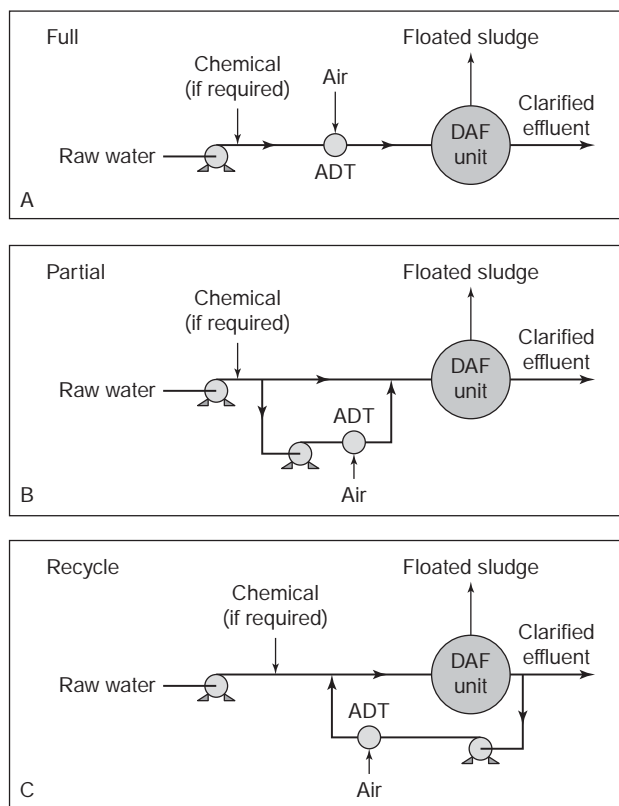 Full
Floated sludge
Chemical
(if required)
Air
Clarified
effluent
DAF
unit
Raw water
ADT
A
Partial
Floated sludge
Chemical
(if required)
Clarified
effluent
DAF
unit
Raw water
ADT
Air
B
Recycle
Floated sludge
Chemical
(if required)
Clarified
effluent
DAF
unit
Raw water
ADT
Air
C